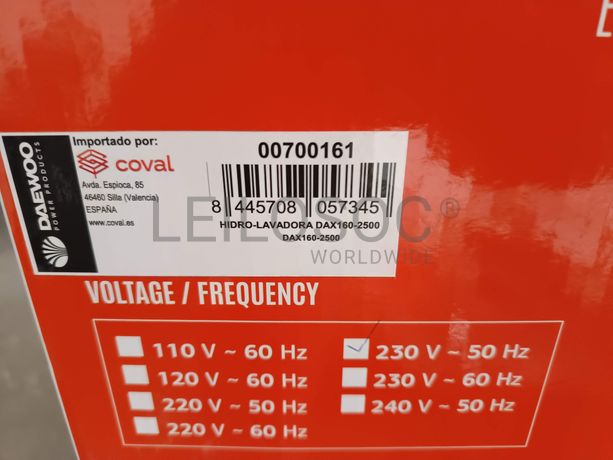 DAEWOO
POWER PRODUCTS
Importado por:
coval
Avda. Espioca, 85
46460 Silla (Valencia)
ESPAÑA
www.coval.es
00700161
8 445708 057345
HIDRO-LAVADORA DAX160-2500
DAX160-2500
LEILOSOC®
WORLDWIDE
VOLTAGE / FREQUENCY
110 V ~ 60 Hz
120 V ~ 60 Hz
220 V ~ 50 Hz
220 V ~ 60 Hz
230 V ~ 50 Hz
230 V ~ 60 Hz
240 V ~ 50 Hz